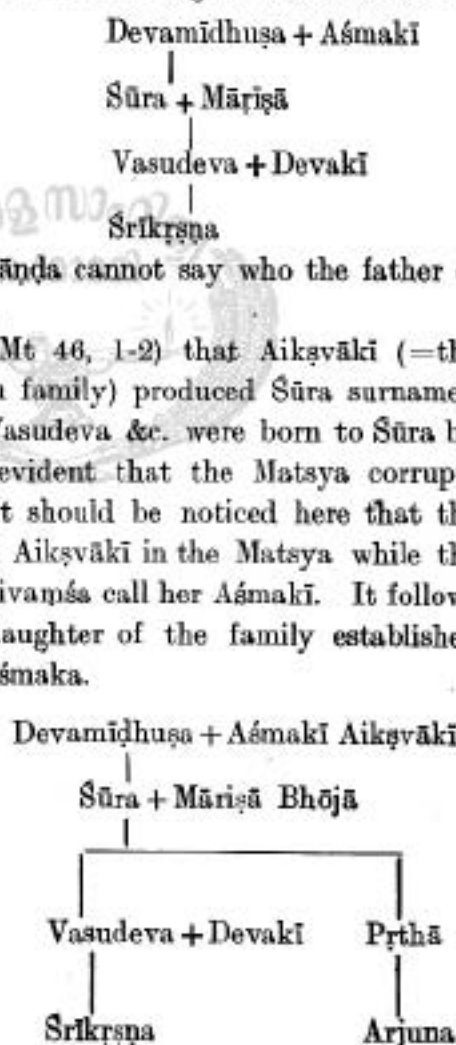 Devamīdhuṣa + Aśmakī
Śūra + Māṛiṣā
Vasudeva + Devakī
Śrīkṛṣṇa
āṇḍa cannot say who the father
Mt 46, 1-2) that Aikṣvākī (=th
family) produced Śūra surname
Vasudeva &c. were born to Śūra b
evident that the Matsya corrup
t should be noticed here that th
Aikṣvākī in the Matsya while th
ivaṃśa call her Aśmakī. It follow
laughter of the family establishe
śmaka.
Devamīḍhuṣa + Aśmakī Aikṣvākī
Śūra + Māriṣā Bhōjā
Vasudeva + Devakī Pṛthā
Śrīkṛṣṇa Arjuna